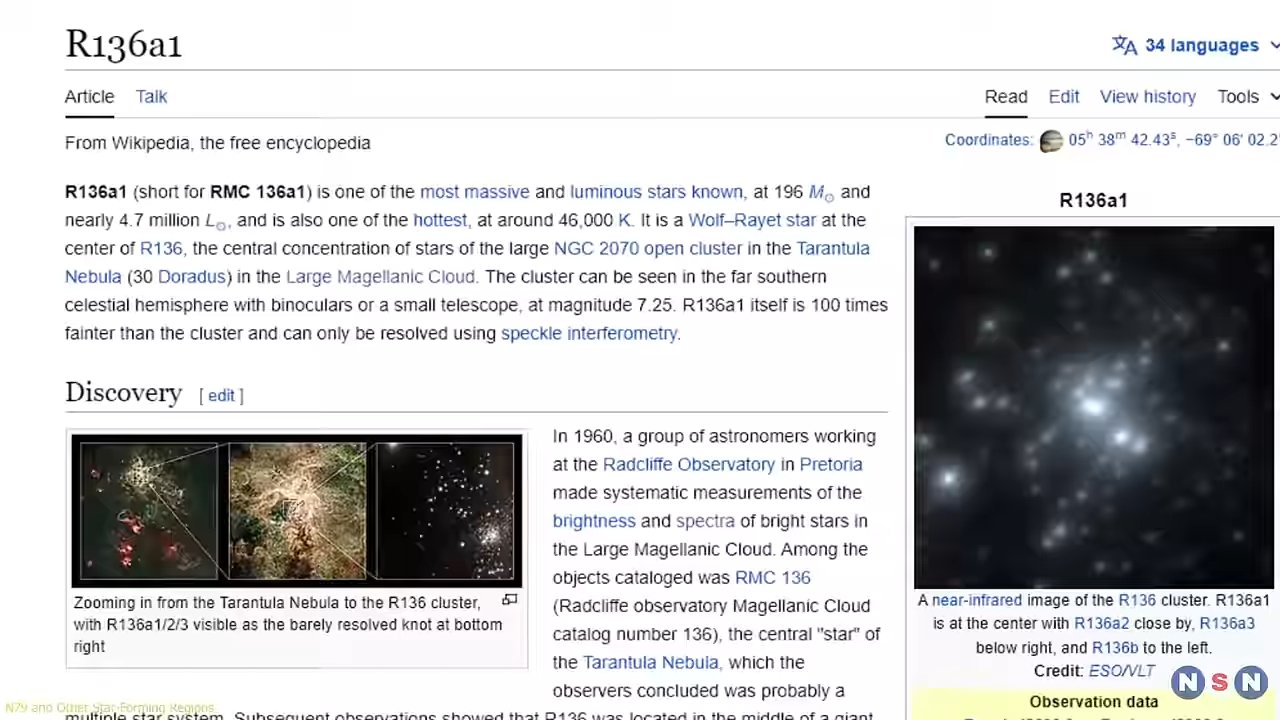 R136a1
34 languages
Article Talk
Read Edit View history Tools
From Wikipedia, the free encyclopedia
Coordinates: 05h 38m 42.43s, −69° 06′ 02.2
R136a1 (short for RMC 136a1) is one of the most massive and luminous stars known, at 196 M☉ and
nearly 4.7 million L☉, and is also one of the hottest, at around 46,000 K. It is a Wolf–Rayet star at the
center of R136, the central concentration of stars of the large NGC 2070 open cluster in the Tarantula
Nebula (30 Doradus) in the Large Magellanic Cloud. The cluster can be seen in the far southern
celestial hemisphere with binoculars or a small telescope, at magnitude 7.25. R136a1 itself is 100 times
fainter than the cluster and can only be resolved using speckle interferometry.
Discovery [ edit ]
Zooming in from the Tarantula Nebula to the R136 cluster,
with R136a1/2/3 visible as the barely resolved knot at bottom
right
In 1960, a group of astronomers working
at the Radcliffe Observatory in Pretoria
made systematic measurements of the
brightness and spectra of bright stars in
the Large Magellanic Cloud. Among the
objects cataloged was RMC 136
(Radcliffe observatory Magellanic Cloud
catalog number 136), the central "star" of
the Tarantula Nebula, which the
observers concluded was probably a
multiple star system. Subsequent observations showed that R136 was located in the middle of a giant
R136a1
A near-infrared image of the R136 cluster. R136a1
is at the center with R136a2 close by, R136a3
below right, and R136b to the left.
Credit: ESO/VLT
Observation data
N S N
N79 and Other Star-Forming Regions